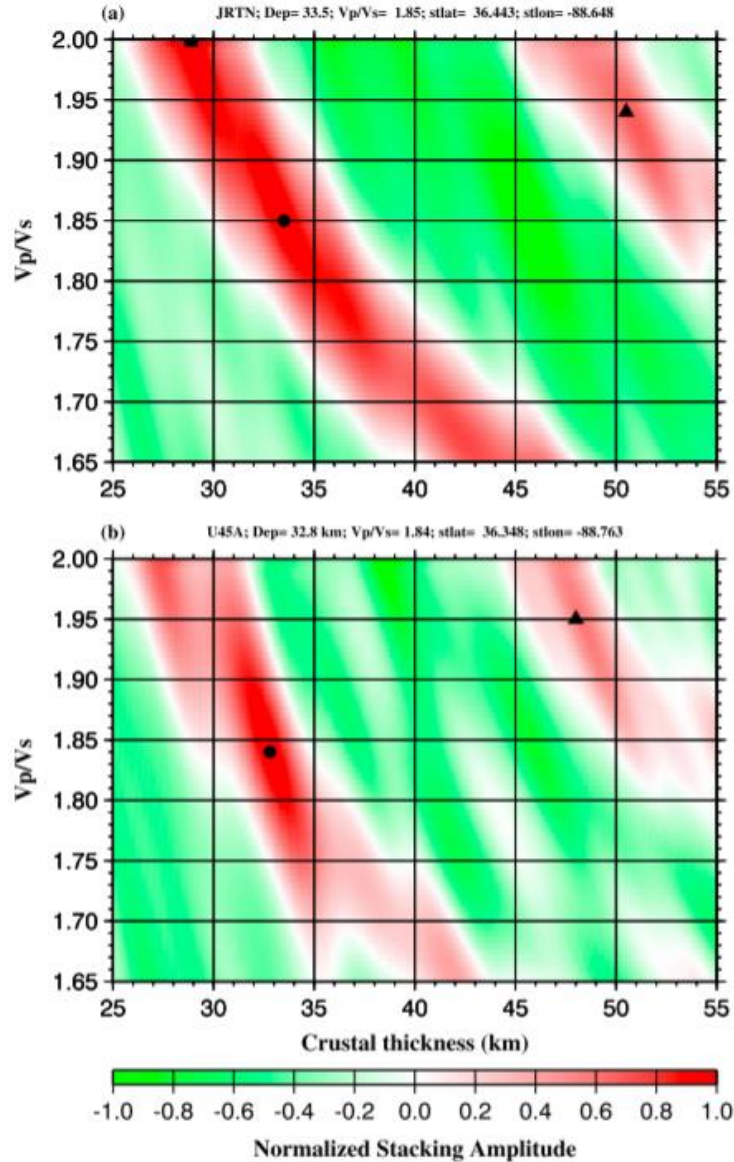 (a) JRTN; Dep= 33.5; Vp/Vs= 1.85; stlat= 36.443; stlon= -88.648
2.00
1.95
1.90
1.85
1.80
1.75
1.70
1.65
Vp/Vs
25 30 35 40 45 50 55
(b) U45A; Dep= 32.8 km; Vp/Vs= 1.84; stlat= 36.348; stlon= -88.763
2.00
1.95
1.90
1.85
1.80
1.75
1.70
1.65
Vp/Vs
25 30 35 40 45 50 55
Crustal thickness (km)
-1.0 -0.8 -0.6 -0.4 -0.2 0.0 0.2 0.4 0.6 0.8 1.0
Normalized Stacking Amplitude